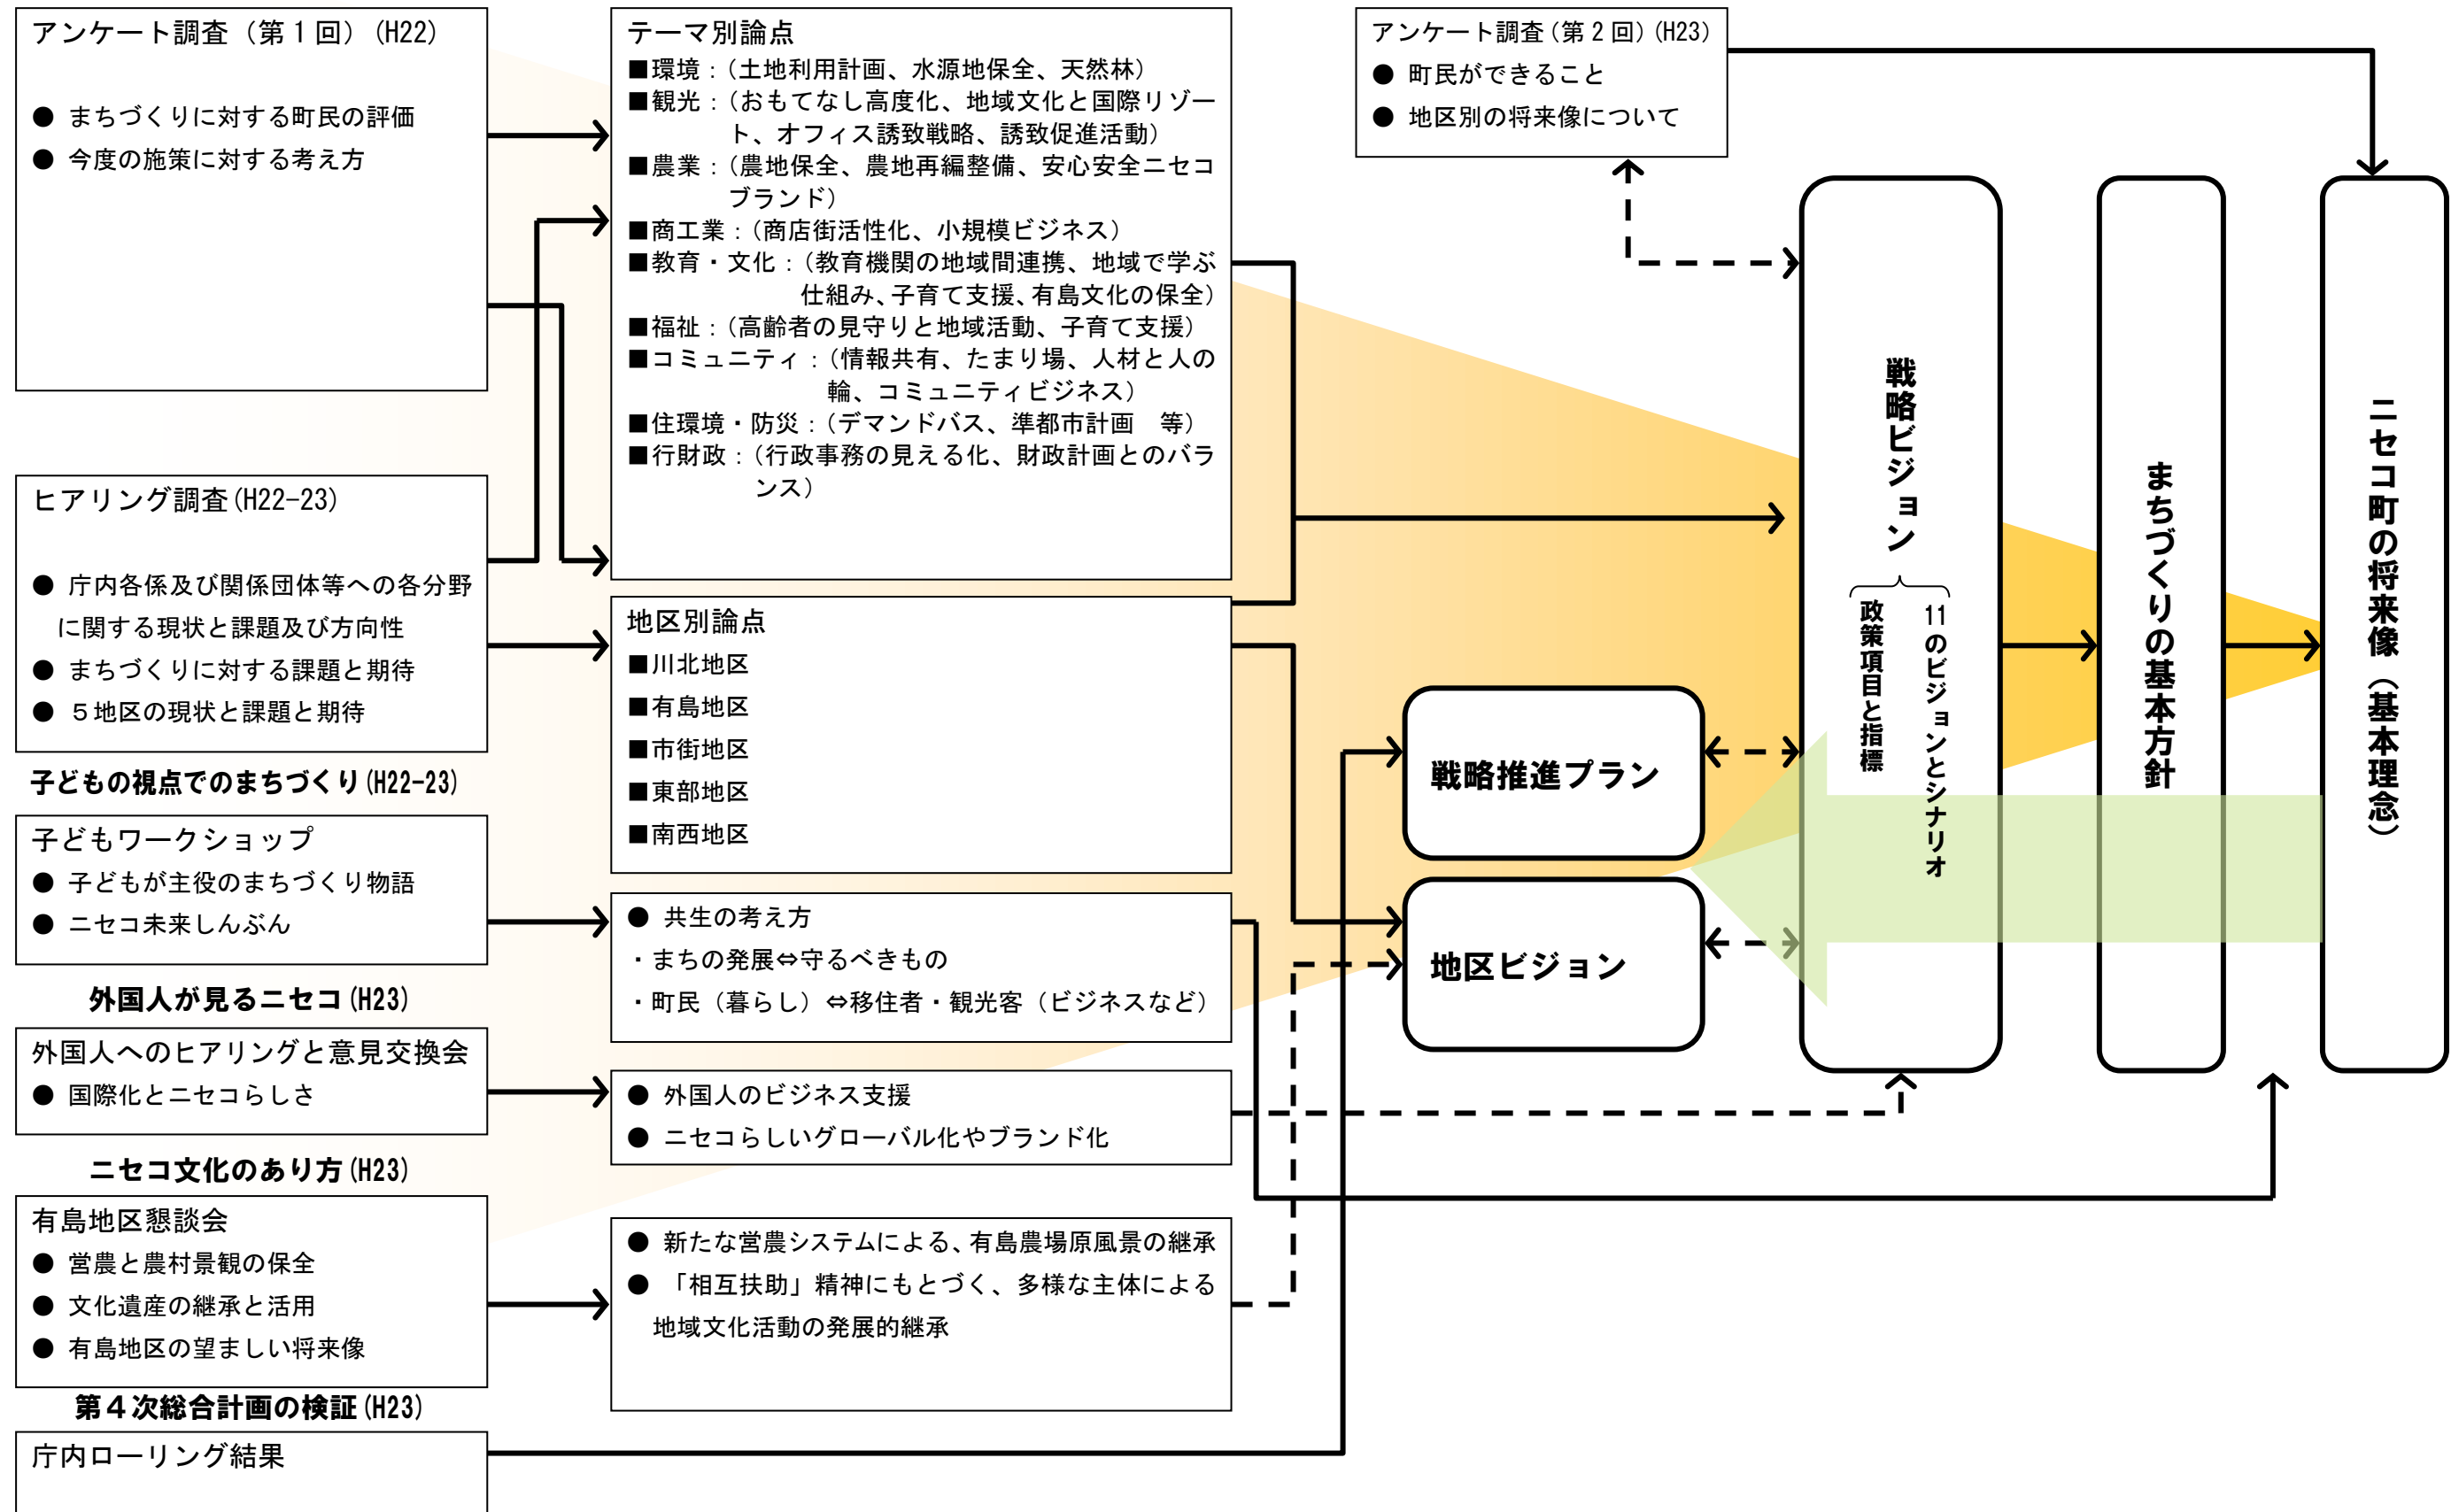 アンケート調査（第１回）(H22)
● まちづくりに対する町民の評価
● 今度の施策に対する考え方
ヒアリング調査(H22-23)
● 庁内各係及び関係団体等への各分野
に関する現状と課題及び方向性
● まちづくりに対する課題と期待
● ５地区の現状と課題と期待
子どもの視点でのまちづくり(H22-23)
子どもワークショップ
● 子どもが主役のまちづくり物語
● ニセコ未来しんぶん
外国人が見るニセコ(H23)
外国人へのヒアリングと意見交換会
● 国際化とニセコらしさ
ニセコ文化のあり方(H23)
有島地区懇談会
● 営農と農村景観の保全
● 文化遺産の継承と活用
● 有島地区の望ましい将来像
第４次総合計画の検証(H23)
庁内ローリング結果
テーマ別論点
■環境：（土地利用計画、水源地保全、天然林）
■観光：（おもてなし高度化、地域文化と国際リゾー
ト、オフィス誘致戦略、誘致促進活動）
■農業：（農地保全、農地再編整備、安心安全ニセコ
ブランド）
■商工業：（商店街活性化、小規模ビジネス）
■教育・文化：（教育機関の地域間連携、地域で学ぶ
仕組み、子育て支援、有島文化の保全）
■福祉：（高齢者の見守りと地域活動、子育て支援）
■コミュニティ：（情報共有、たまり場、人材と人の
輪、コミュニティビジネス）
■住環境・防災：（デマンドバス、準都市計画　等）
■行財政：（行政事務の見える化、財政計画とのバラ
ンス）
地区別論点
■川北地区
■有島地区
■市街地区
■東部地区
■南西地区
● 共生の考え方
・まちの発展⇔守るべきもの
・町民（暮らし）⇔移住者・観光客（ビジネスなど）
● 外国人のビジネス支援
● ニセコらしいグローバル化やブランド化
● 新たな営農システムによる、有島農場原風景の継承
● 「相互扶助」精神にもとづく、多様な主体による
地域文化活動の発展的継承
アンケート調査（第２回）(H23)
● 町民ができること
● 地区別の将来像について
戦略推進プラン
地区ビジョン
戦略ビジョン
11のビジョンとシナリオ
政策項目と指標
まちづくりの基本方針
ニセコ町の将来像（基本理念）